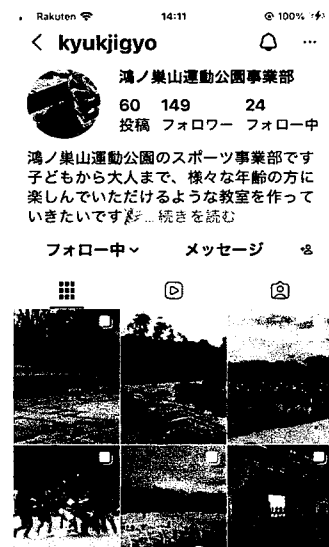 Rakuten 14:11 100%
kyukjigyo
鴻ノ巣山運動公園事業部
60 149 24
投稿 フォロワー フォロー中
鴻ノ巣山運動公園のスポーツ事業部です
子どもから大人まで、様々な年齢の方に
楽しんでいただけるような教室を作って
いきたいです... 続きを読む
フォロー中 メッセージ